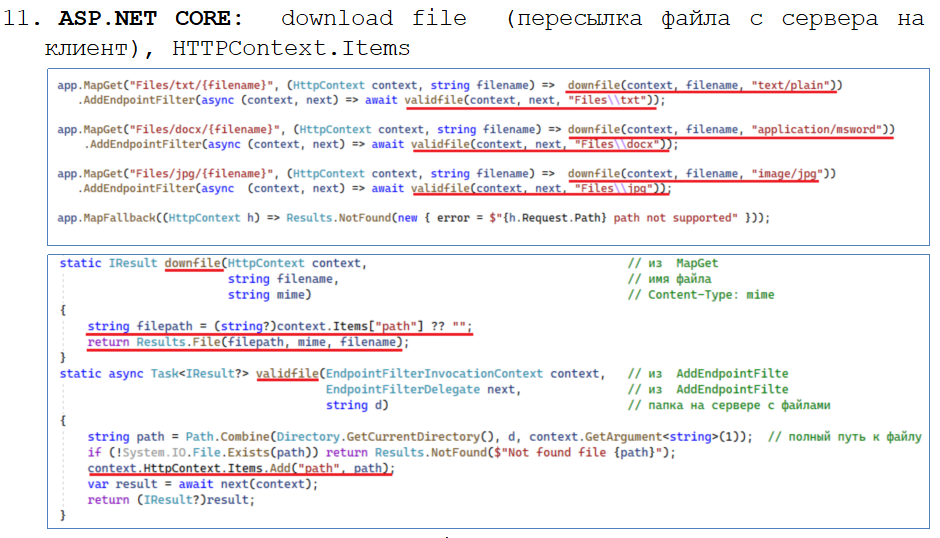 11. ASP.NET CORE: download file (пересылка файла с сервера на
клиент), HTTPContext.Items
app.MapGet("Files/txt/{filename}", (HttpContext context, string filename) => downfile(context, filename, "text/plain"))
.AddEndpointFilter(async (context, next) => await validfile(context, next, "Files\\txt"));
app.MapGet("Files/docx/{filename}", (HttpContext context, string filename) => downfile(context, filename, "application/msword"))
.AddEndpointFilter(async (context, next) => await validfile(context, next, "Files\\docx"));
app.MapGet("Files/jpg/{filename}", (HttpContext context, string filename) => downfile(context, filename, "image/jpg"))
.AddEndpointFilter(async (context, next) => await validfile(context, next, "Files\\jpg"));
app.MapFallback((HttpContext h) => Results.NotFound(new { error = $"{h.Request.Path} path not supported" }));
static IResult downfile(HttpContext context, // из MapGet
string filename, // имя файла
string mime) // Content-Type: mime
{
string filepath = (string?)context.Items["path"] ?? "";
return Results.File(filepath, mime, filename);
}
static async Task<IResult?> validfile(EndpointFilterInvocationContext context, // из AddEndpointFilte
EndpointFilterDelegate next, // из AddEndpointFilte
string d) // папка на сервере с файлами
{
string path = Path.Combine(Directory.GetCurrentDirectory(), d, context.GetArgument<string>(1)); // полный путь к файлу
if (!System.IO.File.Exists(path)) return Results.NotFound($"Not found file {path}");
context.HttpContext.Items.Add("path", path);
var result = await next(context);
return (IResult?)result;
}